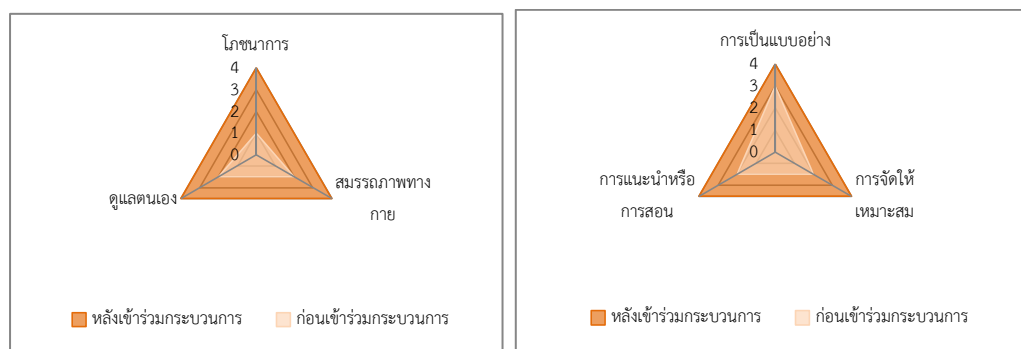 โภชนาการ
4
3
2
1
0
ดูแลตนเอง
สมรรถภาพทาง
กาย
หลังเข้าร่วมกระบวนการ
ก่อนเข้าร่วมกระบวนการ
การเป็นแบบอย่าง
4
3
2
1
0
การแนะนำหรือ
การสอน
การจัดให้
เหมาะสม
หลังเข้าร่วมกระบวนการ
ก่อนเข้าร่วมกระบวนการ